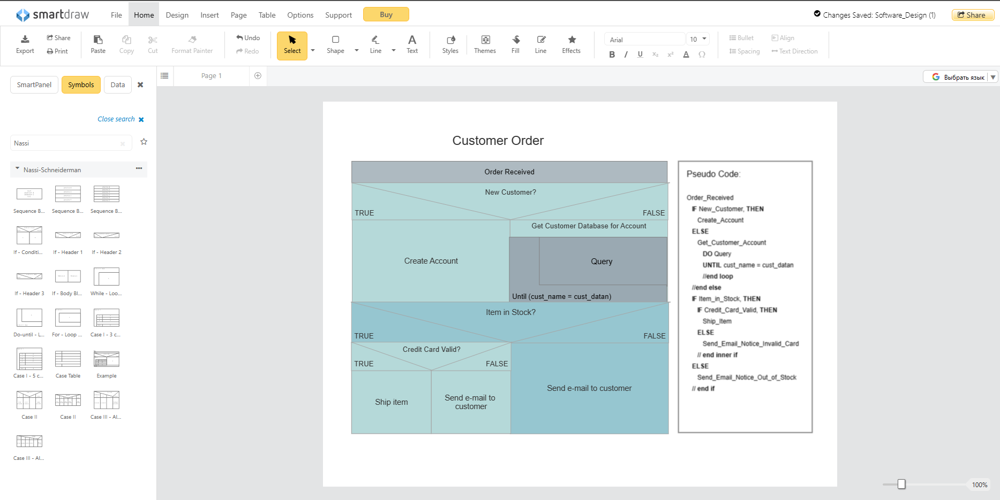 smartdraw
File
Home
Design
Insert
Page
Table
Options
Support
Buy
Changes Saved: Software_Design (1)
Share
Export
Share
Print
Paste
Copy
Cut
Format Painter
Undo
Redo
Select
Shape
Line
Text
Styles
Themes
Fill
Line
Effects
Arial
10
B I U x₂ x² A Ω
Bullet
Align
Spacing
Text Direction
SmartPanel
Symbols
Data
Page 1
Выбрать язык
Close search
Nassi
Nassi-Schneiderman
Sequence B...
Sequence B...
Sequence B...
If - Conditi...
If - Header 1
If - Header 2
If - Header 3
If - Body Bl...
While - Loo...
Do-until - L...
For - Loop ...
Case I - 3 c...
Case I - 5 c...
Case Table
Example
Case II
Case II
Case III - Al...
Case III - Al...
Customer Order
Order Received
New Customer?
TRUE
FALSE
Get Customer Database for Account
Create Account
Query
Until (cust_name = cust_datan)
Item in Stock?
TRUE
FALSE
Credit Card Valid?
TRUE
FALSE
Ship item
Send e-mail to
customer
Send e-mail to customer
Pseudo Code:
Order_Received
IF New_Customer, THEN
Create_Account
ELSE
Get_Customer_Account
DO Query
UNTIL cust_name = cust_datan
//end loop
//end else
IF Item_in_Stock, THEN
IF Credit_Card_Valid, THEN
Ship_Item
ELSE
Send_Email_Notice_Invalid_Card
// end inner if
ELSE
Send_Email_Notice_Out_of_Stock
// end if
100%